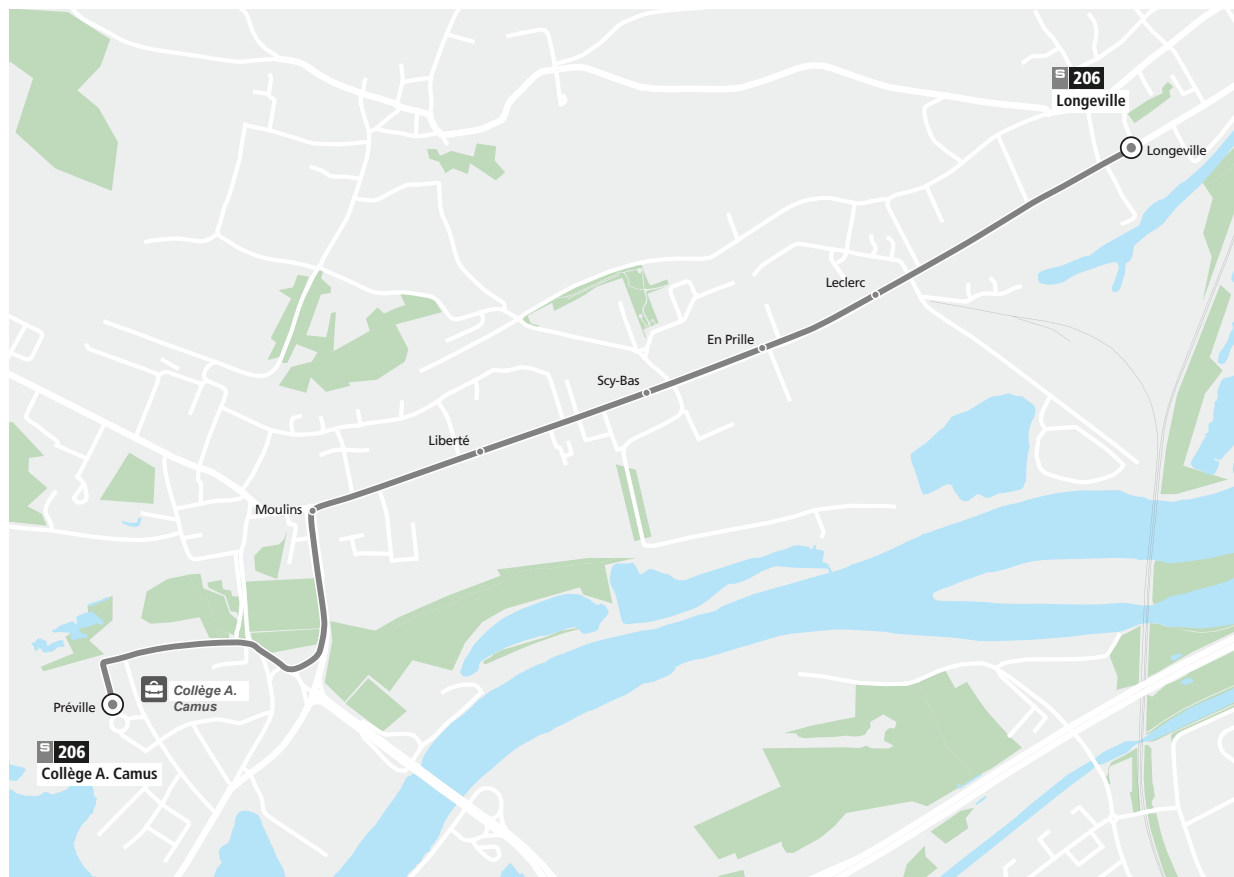 S 206
Longeville
Longeville
Leclerc
En Prille
Scy-Bas
Liberté
Moulins
Collège A.
Camus
Préville
S 206
Collège A. Camus